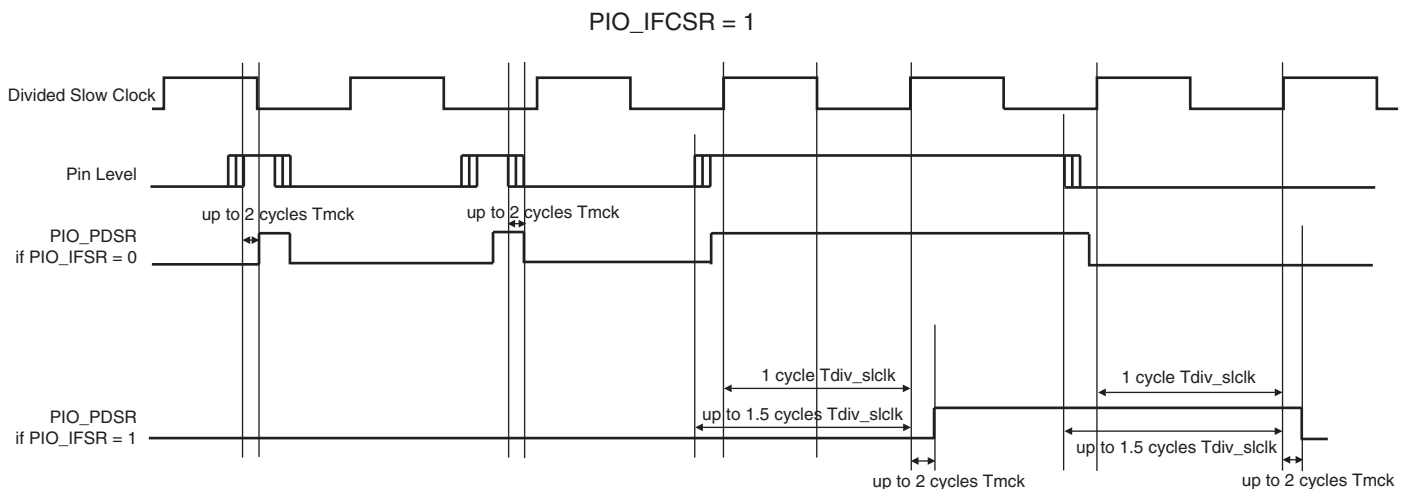 PIO_IFCSR = 1
Divided Slow Clock
Pin Level
up to 2 cycles Tmck
up to 2 cycles Tmck
PIO_PDSR
if PIO_IFSR = 0
1 cycle Tdiv_slclk
1 cycle Tdiv_slclk
up to 1.5 cycles Tdiv_slclk
PIO_PDSR
if PIO_IFSR = 1
up to 1.5 cycles Tdiv_slclk
up to 2 cycles Tmck
up to 2 cycles Tmck